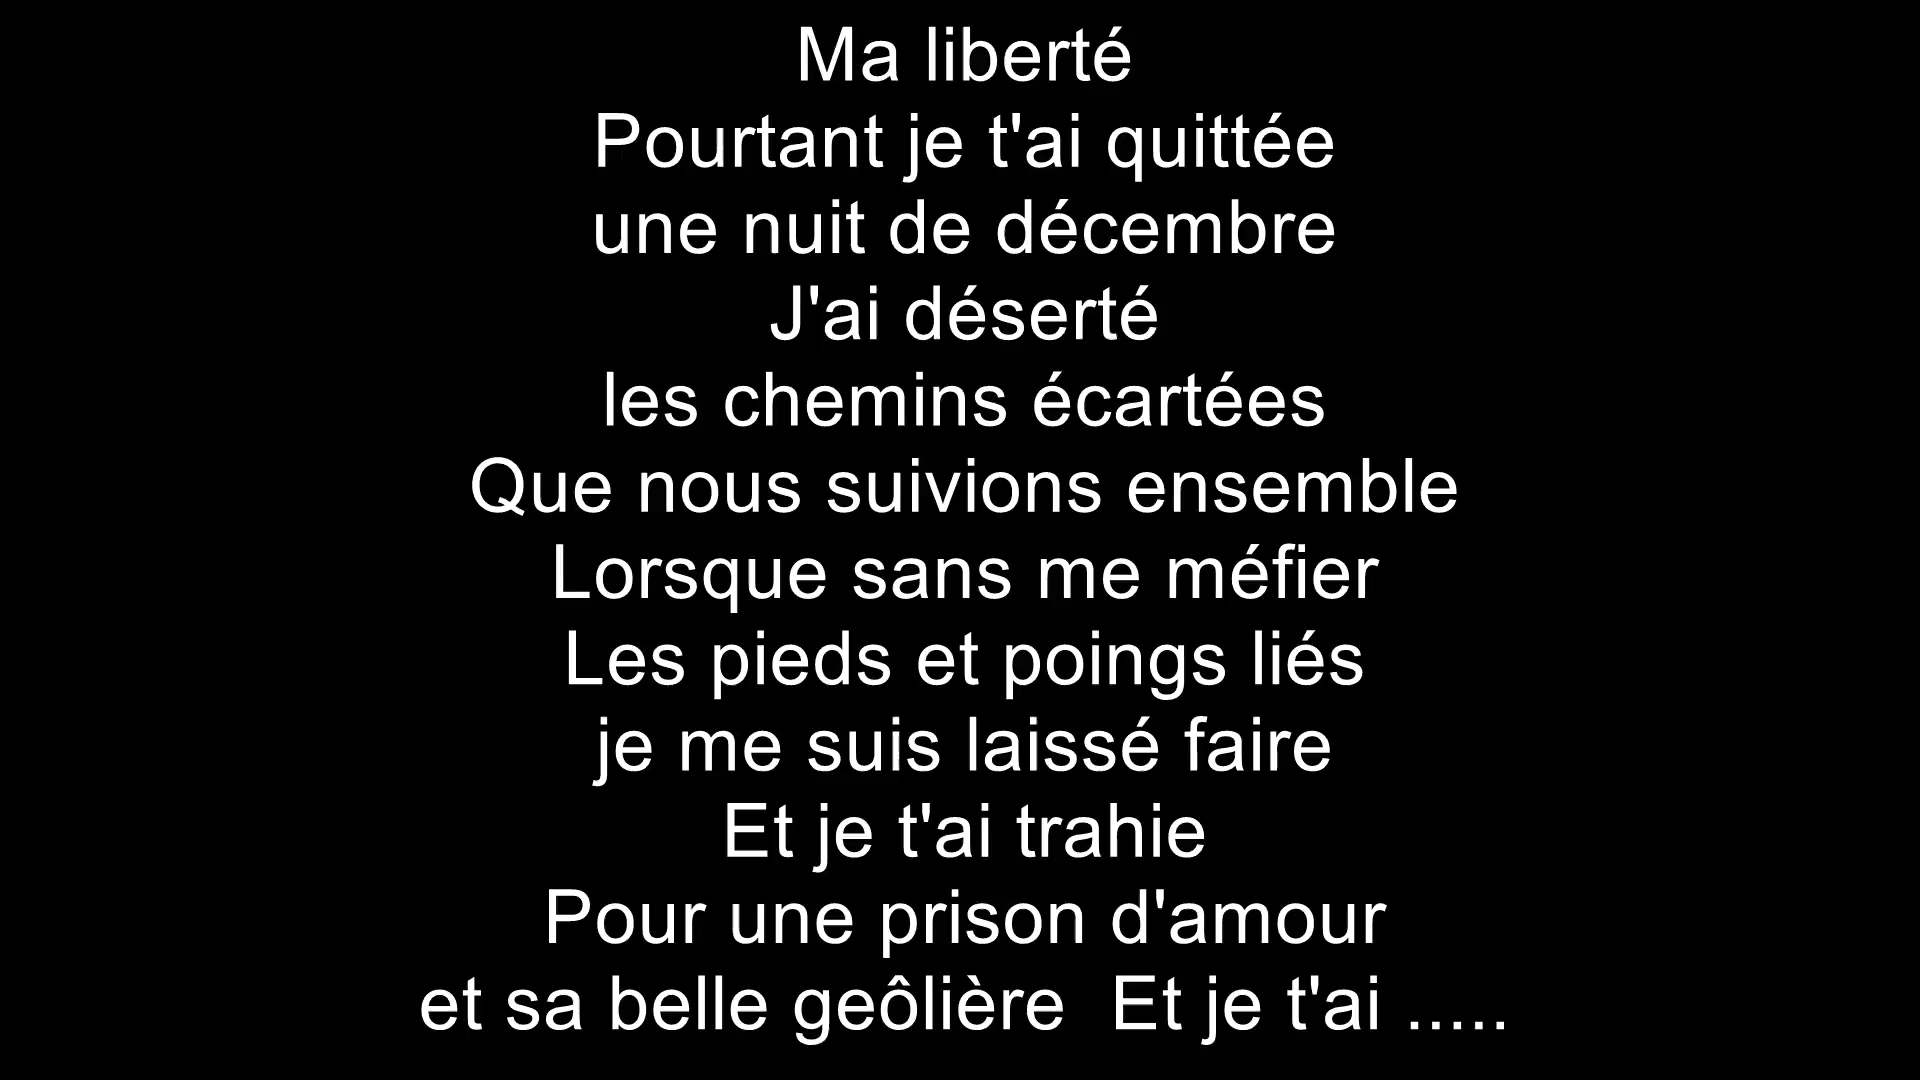 Ma liberté
Pourtant je t'ai quittée
une nuit de décembre
J'ai déserté
les chemins écartées
Que nous suivions ensemble
Lorsque sans me méfier
Les pieds et poings liés
je me suis laissé faire
Et je t'ai trahie
Pour une prison d'amour
et sa belle geôlière  Et je t'ai .....